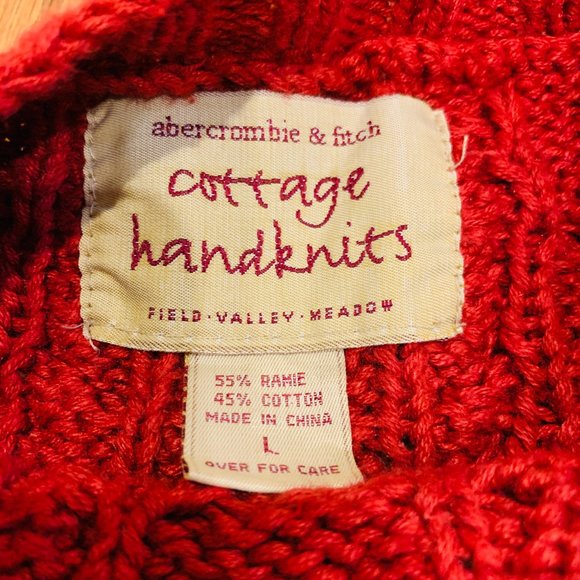 abercrombie & fitch
cottage
handknits
FIELD · VALLEY · MEADOW
55% RAMIE
45% COTTON
MADE IN CHINA
L
OVER FOR CARE